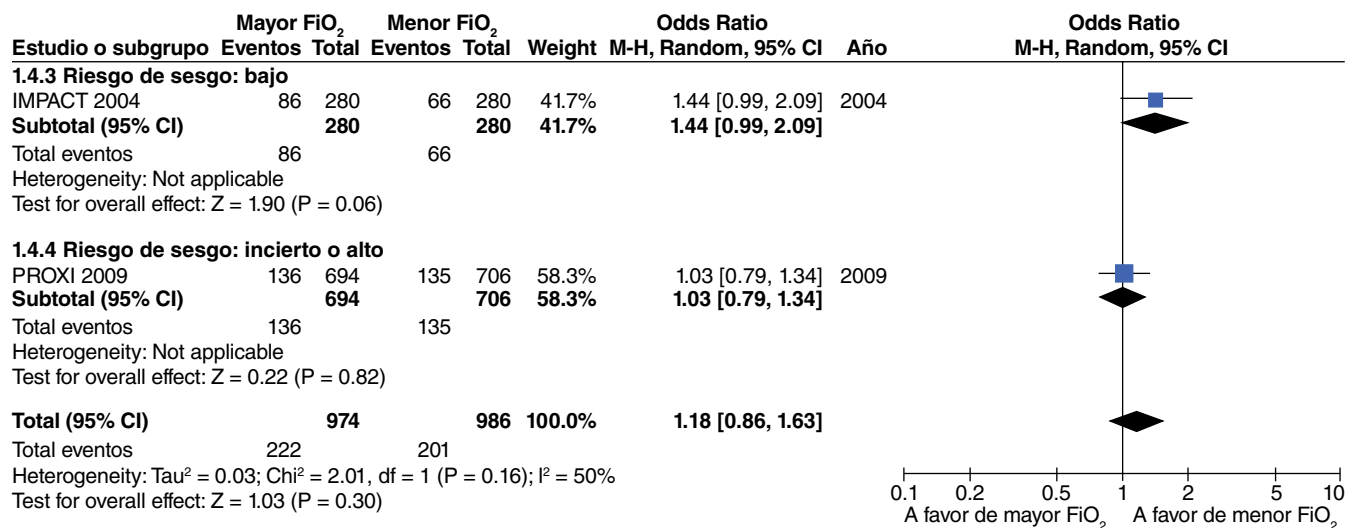 Mayor FiO2 Menor FiO2 Odds Ratio Odds Ratio
Estudio o subgrupo Eventos Total Eventos Total Weight M-H, Random, 95% CI Año M-H, Random, 95% CI
1.4.3 Riesgo de sesgo: bajo
IMPACT 2004 86 280 66 280 41.7% 1.44 [0.99, 2.09] 2004
Subtotal (95% CI) 280 280 41.7% 1.44 [0.99, 2.09]
Total eventos 86 66
Heterogeneity: Not applicable
Test for overall effect: Z = 1.90 (P = 0.06)
1.4.4 Riesgo de sesgo: incierto o alto
PROXI 2009 136 694 135 706 58.3% 1.03 [0.79, 1.34] 2009
Subtotal (95% CI) 694 706 58.3% 1.03 [0.79, 1.34]
Total eventos 136 135
Heterogeneity: Not applicable
Test for overall effect: Z = 0.22 (P = 0.82)
Total (95% CI) 974 986 100.0% 1.18 [0.86, 1.63]
Total eventos 222 201
Heterogeneity: Tau² = 0.03; Chi² = 2.01, df = 1 (P = 0.16); I² = 50%
Test for overall effect: Z = 1.03 (P = 0.30)
0.1 0.2 0.5 1 2 5 10
A favor de mayor FiO2 A favor de menor FiO2